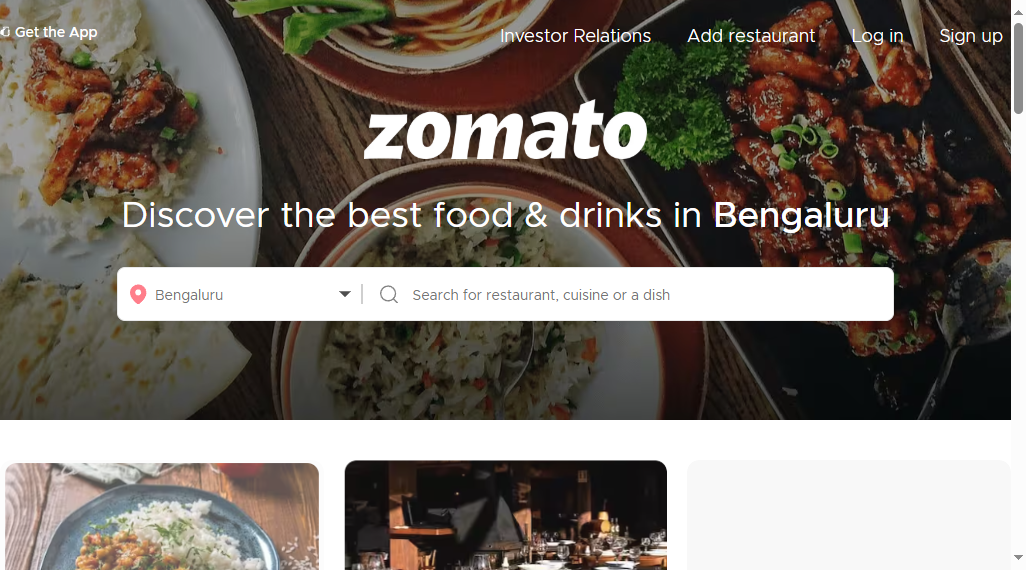 Get the App
Investor Relations Add restaurant Log in Sign up
zomato
Discover the best food & drinks in Bengaluru
Bengaluru
Search for restaurant, cuisine or a dish